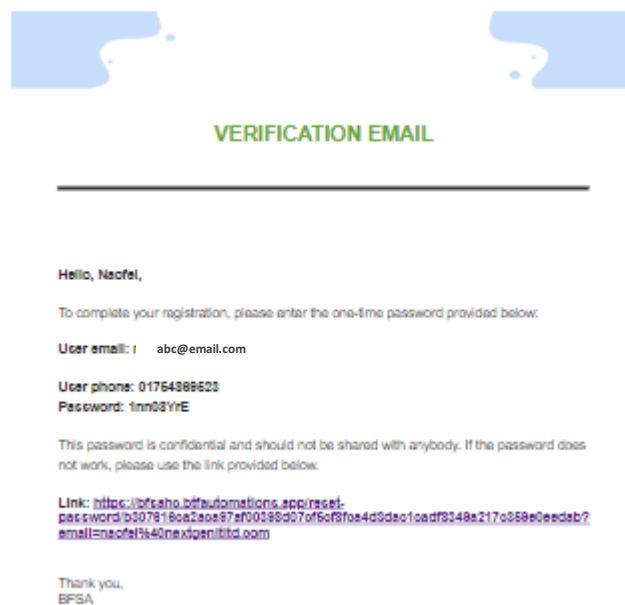 VERIFICATION EMAIL
Hello, Naofel,
To complete your registration, please enter the one-time password provided below:
User email: abc@email.com
User phone:
Password:
This password is confidential and should not be shared with anybody. If the password does
not work, please use the link provided below.
Link:
Thank you,
BFSA